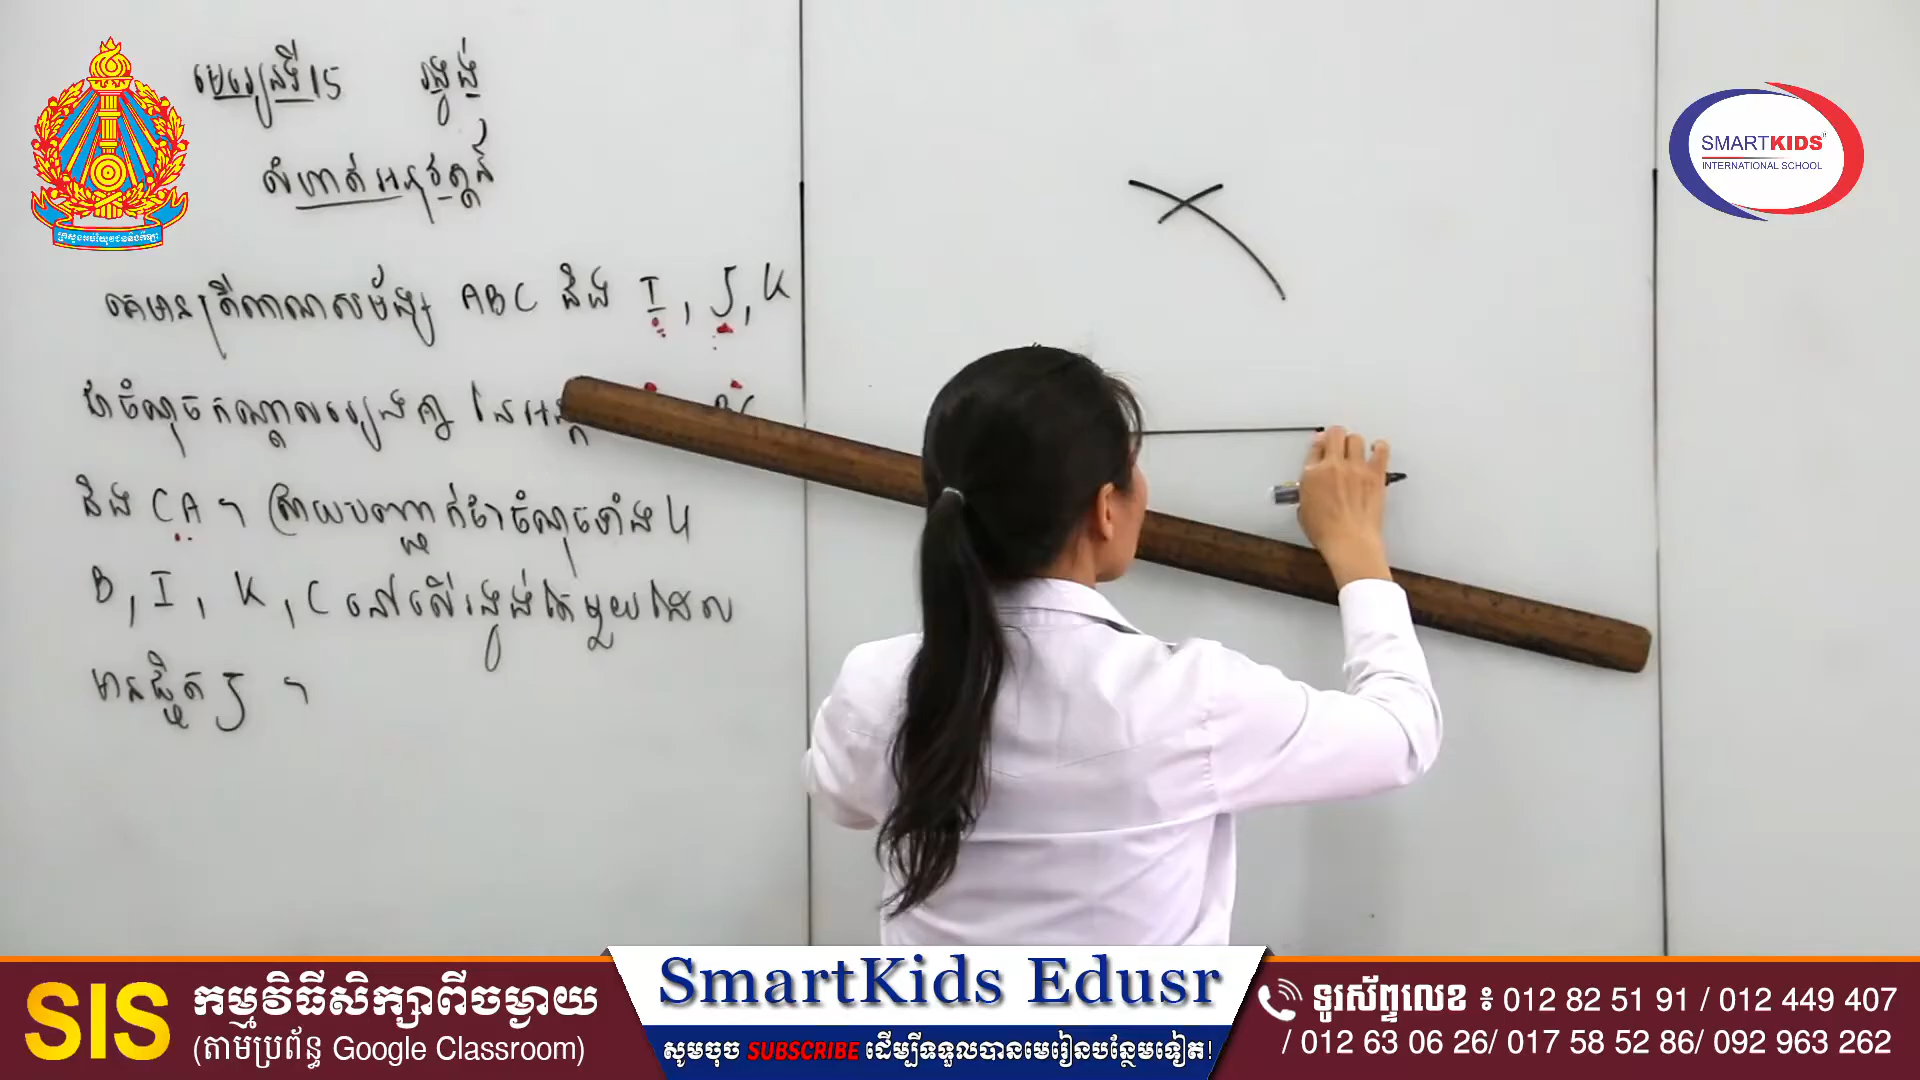 មេរៀនទី15 រង្វង់
លំហាត់អនុវត្តន៍
គេមានត្រីកោណសម័ង្ស ABC និង I, J, K
ជាចំណុចកណ្តាលរៀងគ្នា នៃអង្ក BC
និង CA ។ ស្រាយបញ្ជាក់ថាចំណុចទាំង 4
B, I, K, C នៅលើរង្វង់តែមួយដែល
មានផ្ចិត J ។
SMARTKIDS
INTERNATIONAL SCHOOL
SIS កម្មវិធីសិក្សាពីចម្ងាយ
(តាមប្រព័ន្ធ Google Classroom)
SmartKids Edusr
សូមចុច SUBSCRIBE ដើម្បីទទួលបានមេរៀនបន្ថែមទៀត!
ទូរស័ព្ទលេខ ៖ 012 82 51 91 / 012 449 407
/ 012 63 06 26/ 017 58 52 86/ 092 963 262